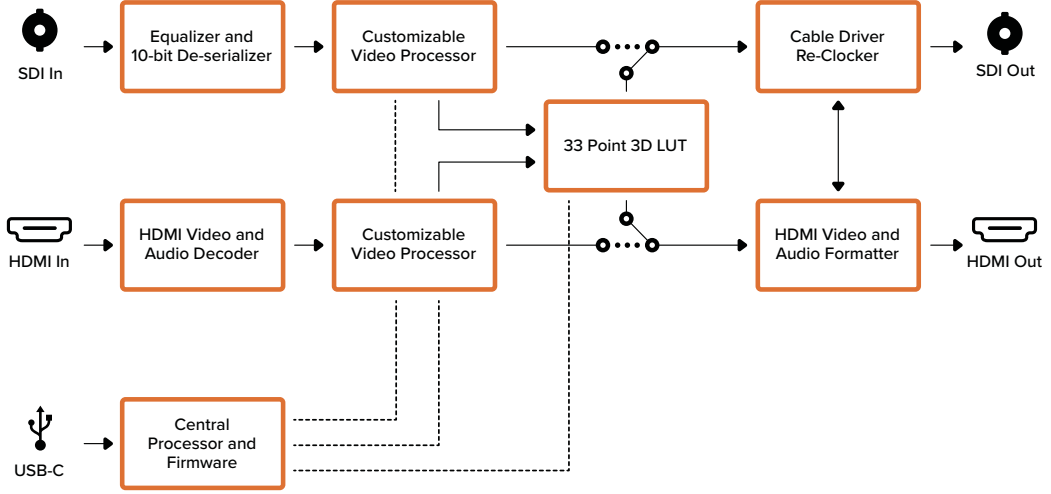 SDI In
Equalizer and
10-bit De-serializer
Customizable
Video Processor
Cable Driver
Re-Clocker
SDI Out
33 Point 3D LUT
HDMI In
HDMI Video and
Audio Decoder
Customizable
Video Processor
HDMI Video and
Audio Formatter
HDMI Out
USB-C
Central
Processor and
Firmware